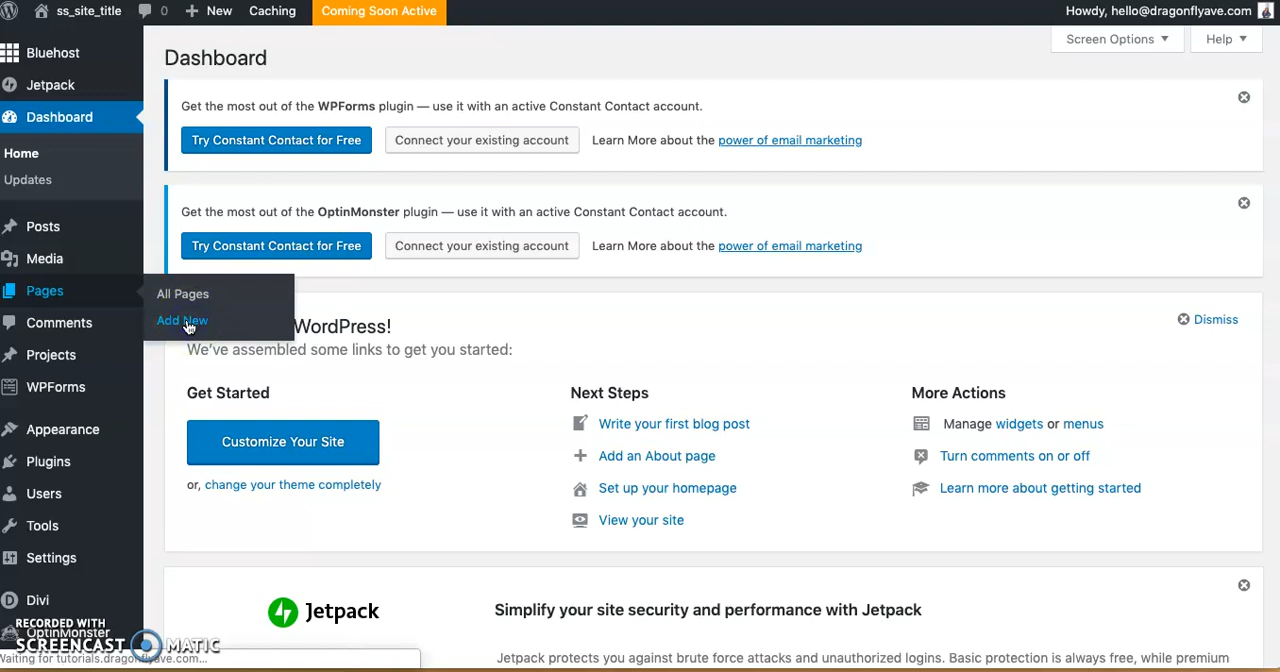 ss_site_title 0 New Caching Coming Soon Active Howdy, hello@dragonflyave.com
Screen Options Help
Bluehost
Jetpack
Dashboard
Home
Updates
Posts
Media
Pages
All Pages
Add New
Comments
Projects
WPForms
Appearance
Plugins
Users
Tools
Settings
Divi
OptinMonster
Dashboard
Get the most out of the WPForms plugin — use it with an active Constant Contact account.
Try Constant Contact for Free Connect your existing account Learn More about the power of email marketing
Get the most out of the OptinMonster plugin — use it with an active Constant Contact account.
Try Constant Contact for Free Connect your existing account Learn More about the power of email marketing
WordPress!
Dismiss
We've assembled some links to get you started:
Get Started
Customize Your Site
or, change your theme completely
Next Steps
Write your first blog post
Add an About page
Set up your homepage
View your site
More Actions
Manage widgets or menus
Turn comments on or off
Learn more about getting started
Jetpack
Simplify your site security and performance with Jetpack
Jetpack protects you against brute force attacks and unauthorized logins. Basic protection is always free, while premium
RECORDED WITH
SCREENCAST MATIC
Waiting for tutorials.dragonflyave.com...